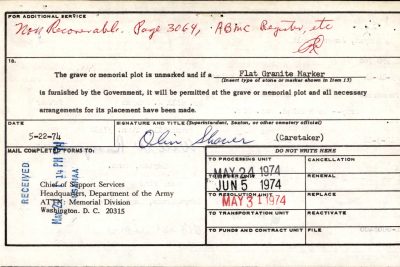 FOR ADDITIONAL SERVICE
Non Recoverable. Page 3064, ABMC Register, etc
10.
The grave or memorial plot is unmarked and if a Flat Granite Marker
(Insert type of stone or marker shown in Item 13)
is furnished by the Government, it will be permitted at the grave or memorial plot and all necessary
arrangements for its placement have been made.
DATE
SIGNATURE AND TITLE (Superintendent, Sexton, or other cemetery official)
5-22-74
Olin Shower (Caretaker)
MAIL COMPLETED FORMS TO:
DO NOT WRITE HERE
TO PROCESSING UNIT
CANCELLATION
MAY 24 1974
RENEWAL
JUN 5 1974
TO RESOLUTION UNIT
REPLACE
MAY 31 1974
TO TRANSPORTATION UNIT
REACTIVATE
TO FUNDS AND CONTRACT UNIT
FILE
RECEIVED
Chief of Support Services
Headquarters, Department of the Army
ATTN: Memorial Division
Washington, D. C. 20315